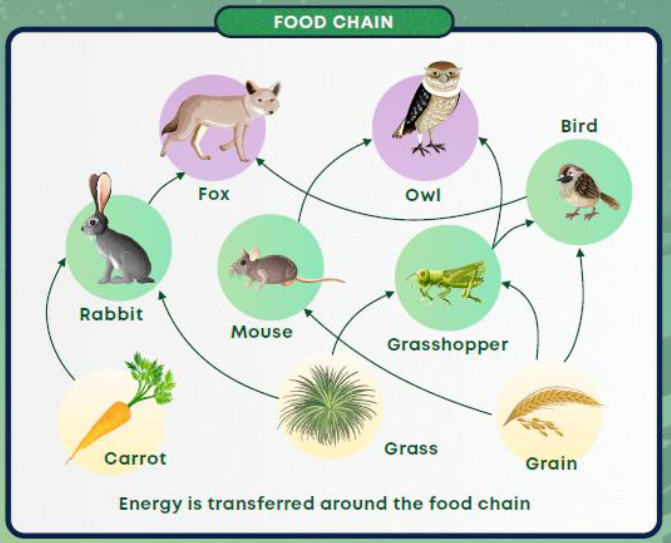 FOOD CHAIN
Bird
Fox
Owl
Rabbit
Mouse
Grasshopper
Carrot
Grass
Grain
Energy is transferred around the food chain